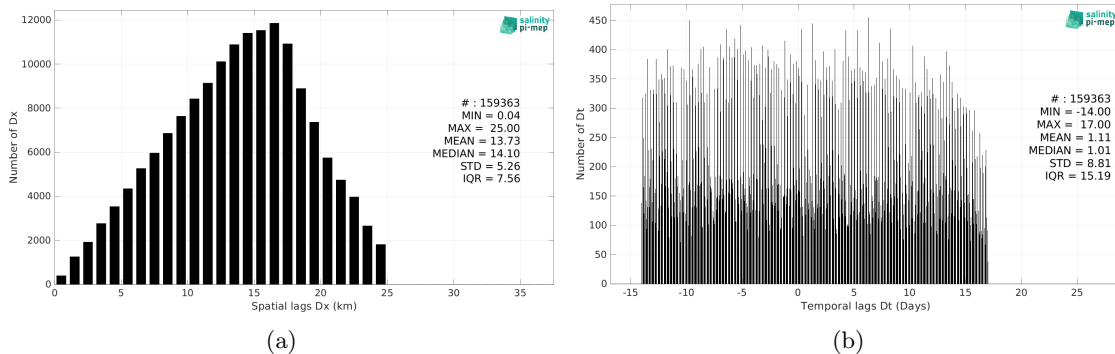 12000
10000
8000
6000
4000
2000
0
0 5 10 15 20 25 30 35
Number of Dx
Spatial lags Dx (km)
salinity
pi-mep
# : 159363
MIN = 0.04
MAX = 25.00
MEAN = 13.73
MEDIAN = 14.10
STD = 5.26
IQR = 7.56
(a)
450
400
350
300
250
200
150
100
50
0
-15 -10 -5 0 5 10 15 20 25
Number of Dt
Temporal lags Dt (Days)
salinity
pi-mep
# : 159363
MIN = -14.00
MAX = 17.00
MEAN = 1.11
MEDIAN = 1.01
STD = 8.81
IQR = 15.19
(b)